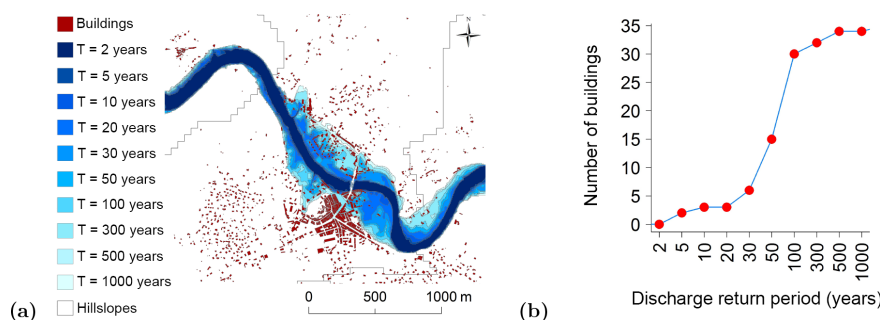 Buildings
T = 2 years
T = 5 years
T = 10 years
T = 20 years
T = 30 years
T = 50 years
T = 100 years
T = 300 years
T = 500 years
T = 1000 years
Hillslopes
(a)
N
0 500 1000 m
(b)
Number of buildings
35
30
25
20
15
10
5
0
2 5 10 20 30 50 100 300 500 1000
Discharge return period (years)